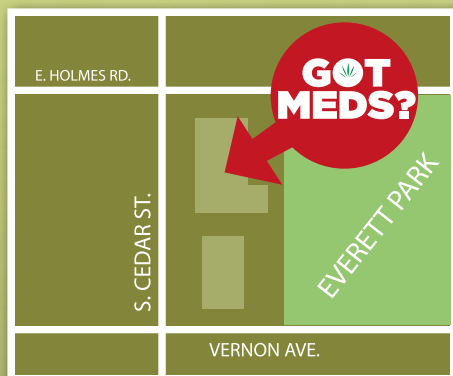 E. HOLMES RD.
GOT
MEDS?
S. CEDAR ST.
EVERETT PARK
VERNON AVE.